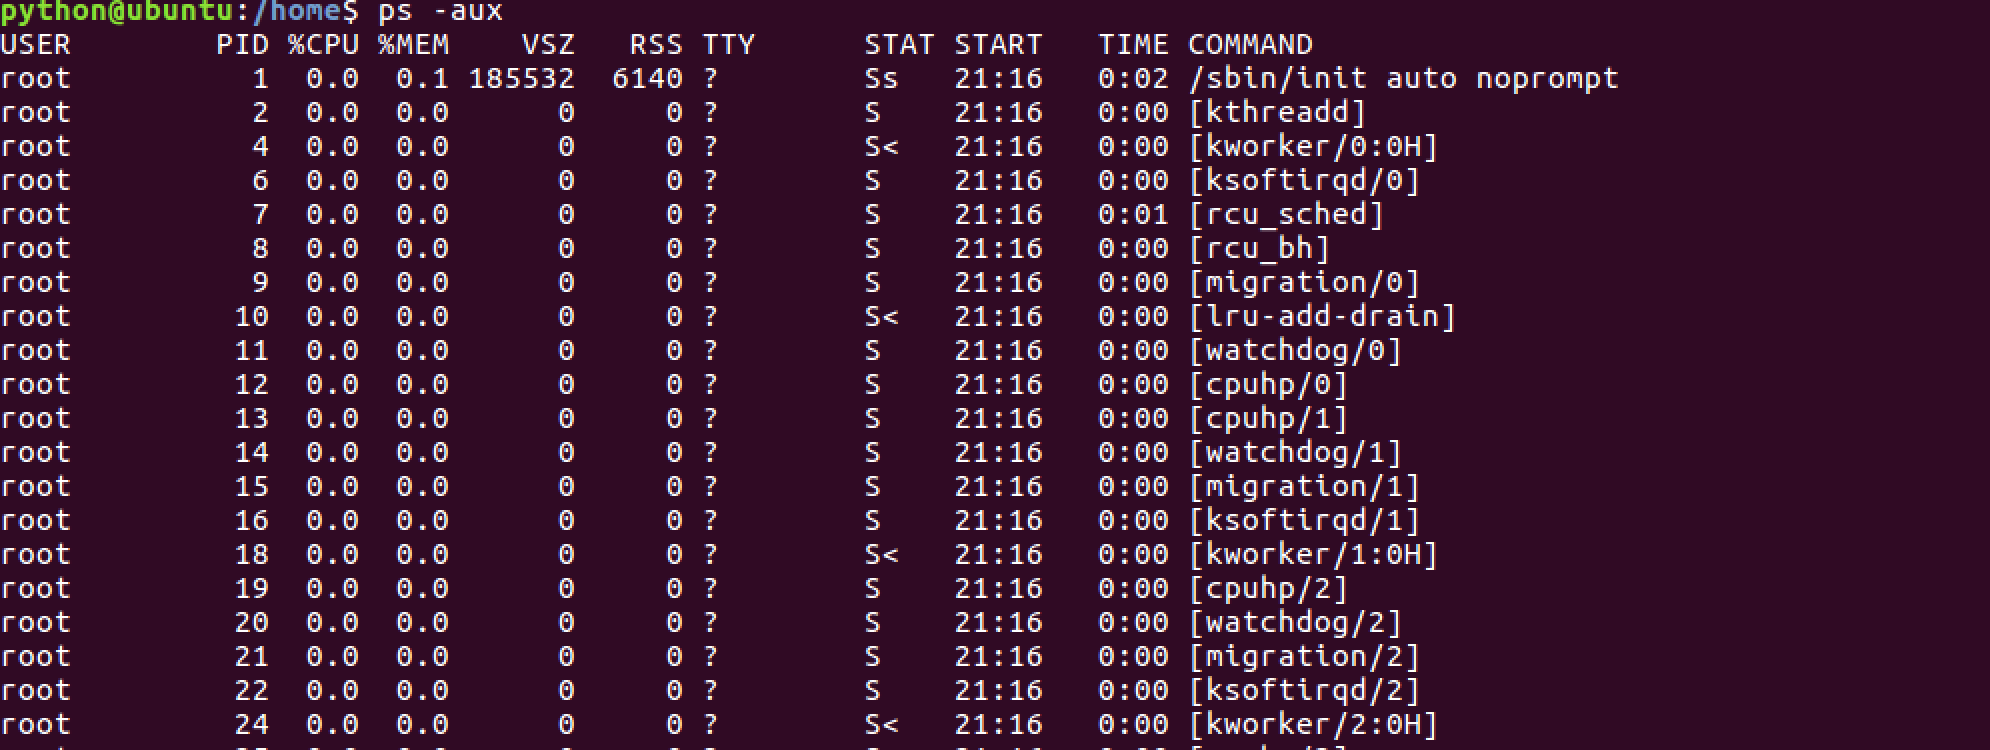 python@ubuntu:/home$ ps -aux
USER PID %CPU %MEM VSZ RSS TTY STAT START TIME COMMAND
root 1 0.0 0.1 185532 6140 ? Ss 21:16 0:02 /sbin/init auto noprompt
root 2 0.0 0.0 0 0 ? S 21:16 0:00 [kthreadd]
root 4 0.0 0.0 0 0 ? S< 21:16 0:00 [kworker/0:0H]
root 6 0.0 0.0 0 0 ? S 21:16 0:00 [ksoftirqd/0]
root 7 0.0 0.0 0 0 ? S 21:16 0:01 [rcu_sched]
root 8 0.0 0.0 0 0 ? S 21:16 0:00 [rcu_bh]
root 9 0.0 0.0 0 0 ? S 21:16 0:00 [migration/0]
root 10 0.0 0.0 0 0 ? S< 21:16 0:00 [lru-add-drain]
root 11 0.0 0.0 0 0 ? S 21:16 0:00 [watchdog/0]
root 12 0.0 0.0 0 0 ? S 21:16 0:00 [cpuhp/0]
root 13 0.0 0.0 0 0 ? S 21:16 0:00 [cpuhp/1]
root 14 0.0 0.0 0 0 ? S 21:16 0:00 [watchdog/1]
root 15 0.0 0.0 0 0 ? S 21:16 0:00 [migration/1]
root 16 0.0 0.0 0 0 ? S 21:16 0:00 [ksoftirqd/1]
root 18 0.0 0.0 0 0 ? S< 21:16 0:00 [kworker/1:0H]
root 19 0.0 0.0 0 0 ? S 21:16 0:00 [cpuhp/2]
root 20 0.0 0.0 0 0 ? S 21:16 0:00 [watchdog/2]
root 21 0.0 0.0 0 0 ? S 21:16 0:00 [migration/2]
root 22 0.0 0.0 0 0 ? S 21:16 0:00 [ksoftirqd/2]
root 24 0.0 0.0 0 0 ? S< 21:16 0:00 [kworker/2:0H]